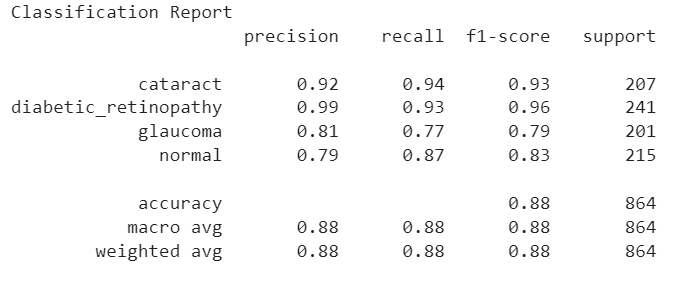 Classification Report
precision recall f1-score support
cataract 0.92 0.94 0.93 207
diabetic_retinopathy 0.99 0.93 0.96 241
glaucoma 0.81 0.77 0.79 201
normal 0.79 0.87 0.83 215
accuracy 0.88 864
macro avg 0.88 0.88 0.88 864
weighted avg 0.88 0.88 0.88 864